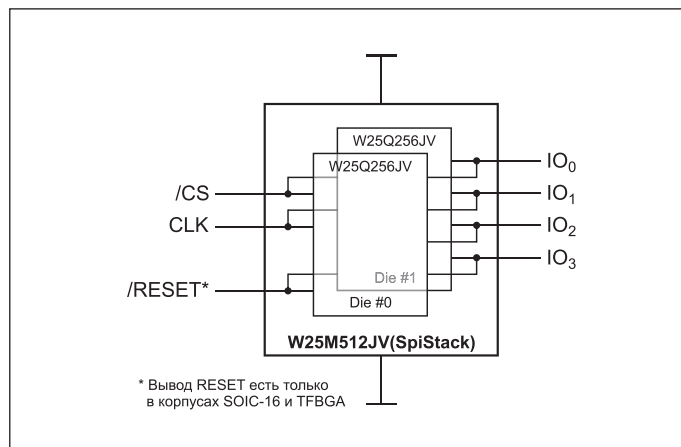 W25Q256JV
W25Q256JV
/CS
CLK
/RESET*
IO0
IO1
IO2
IO3
Die #1
Die #0
W25M512JV(SpiStack)
* Вывод RESET есть только
в корпусах SOIC-16 и TFBGA